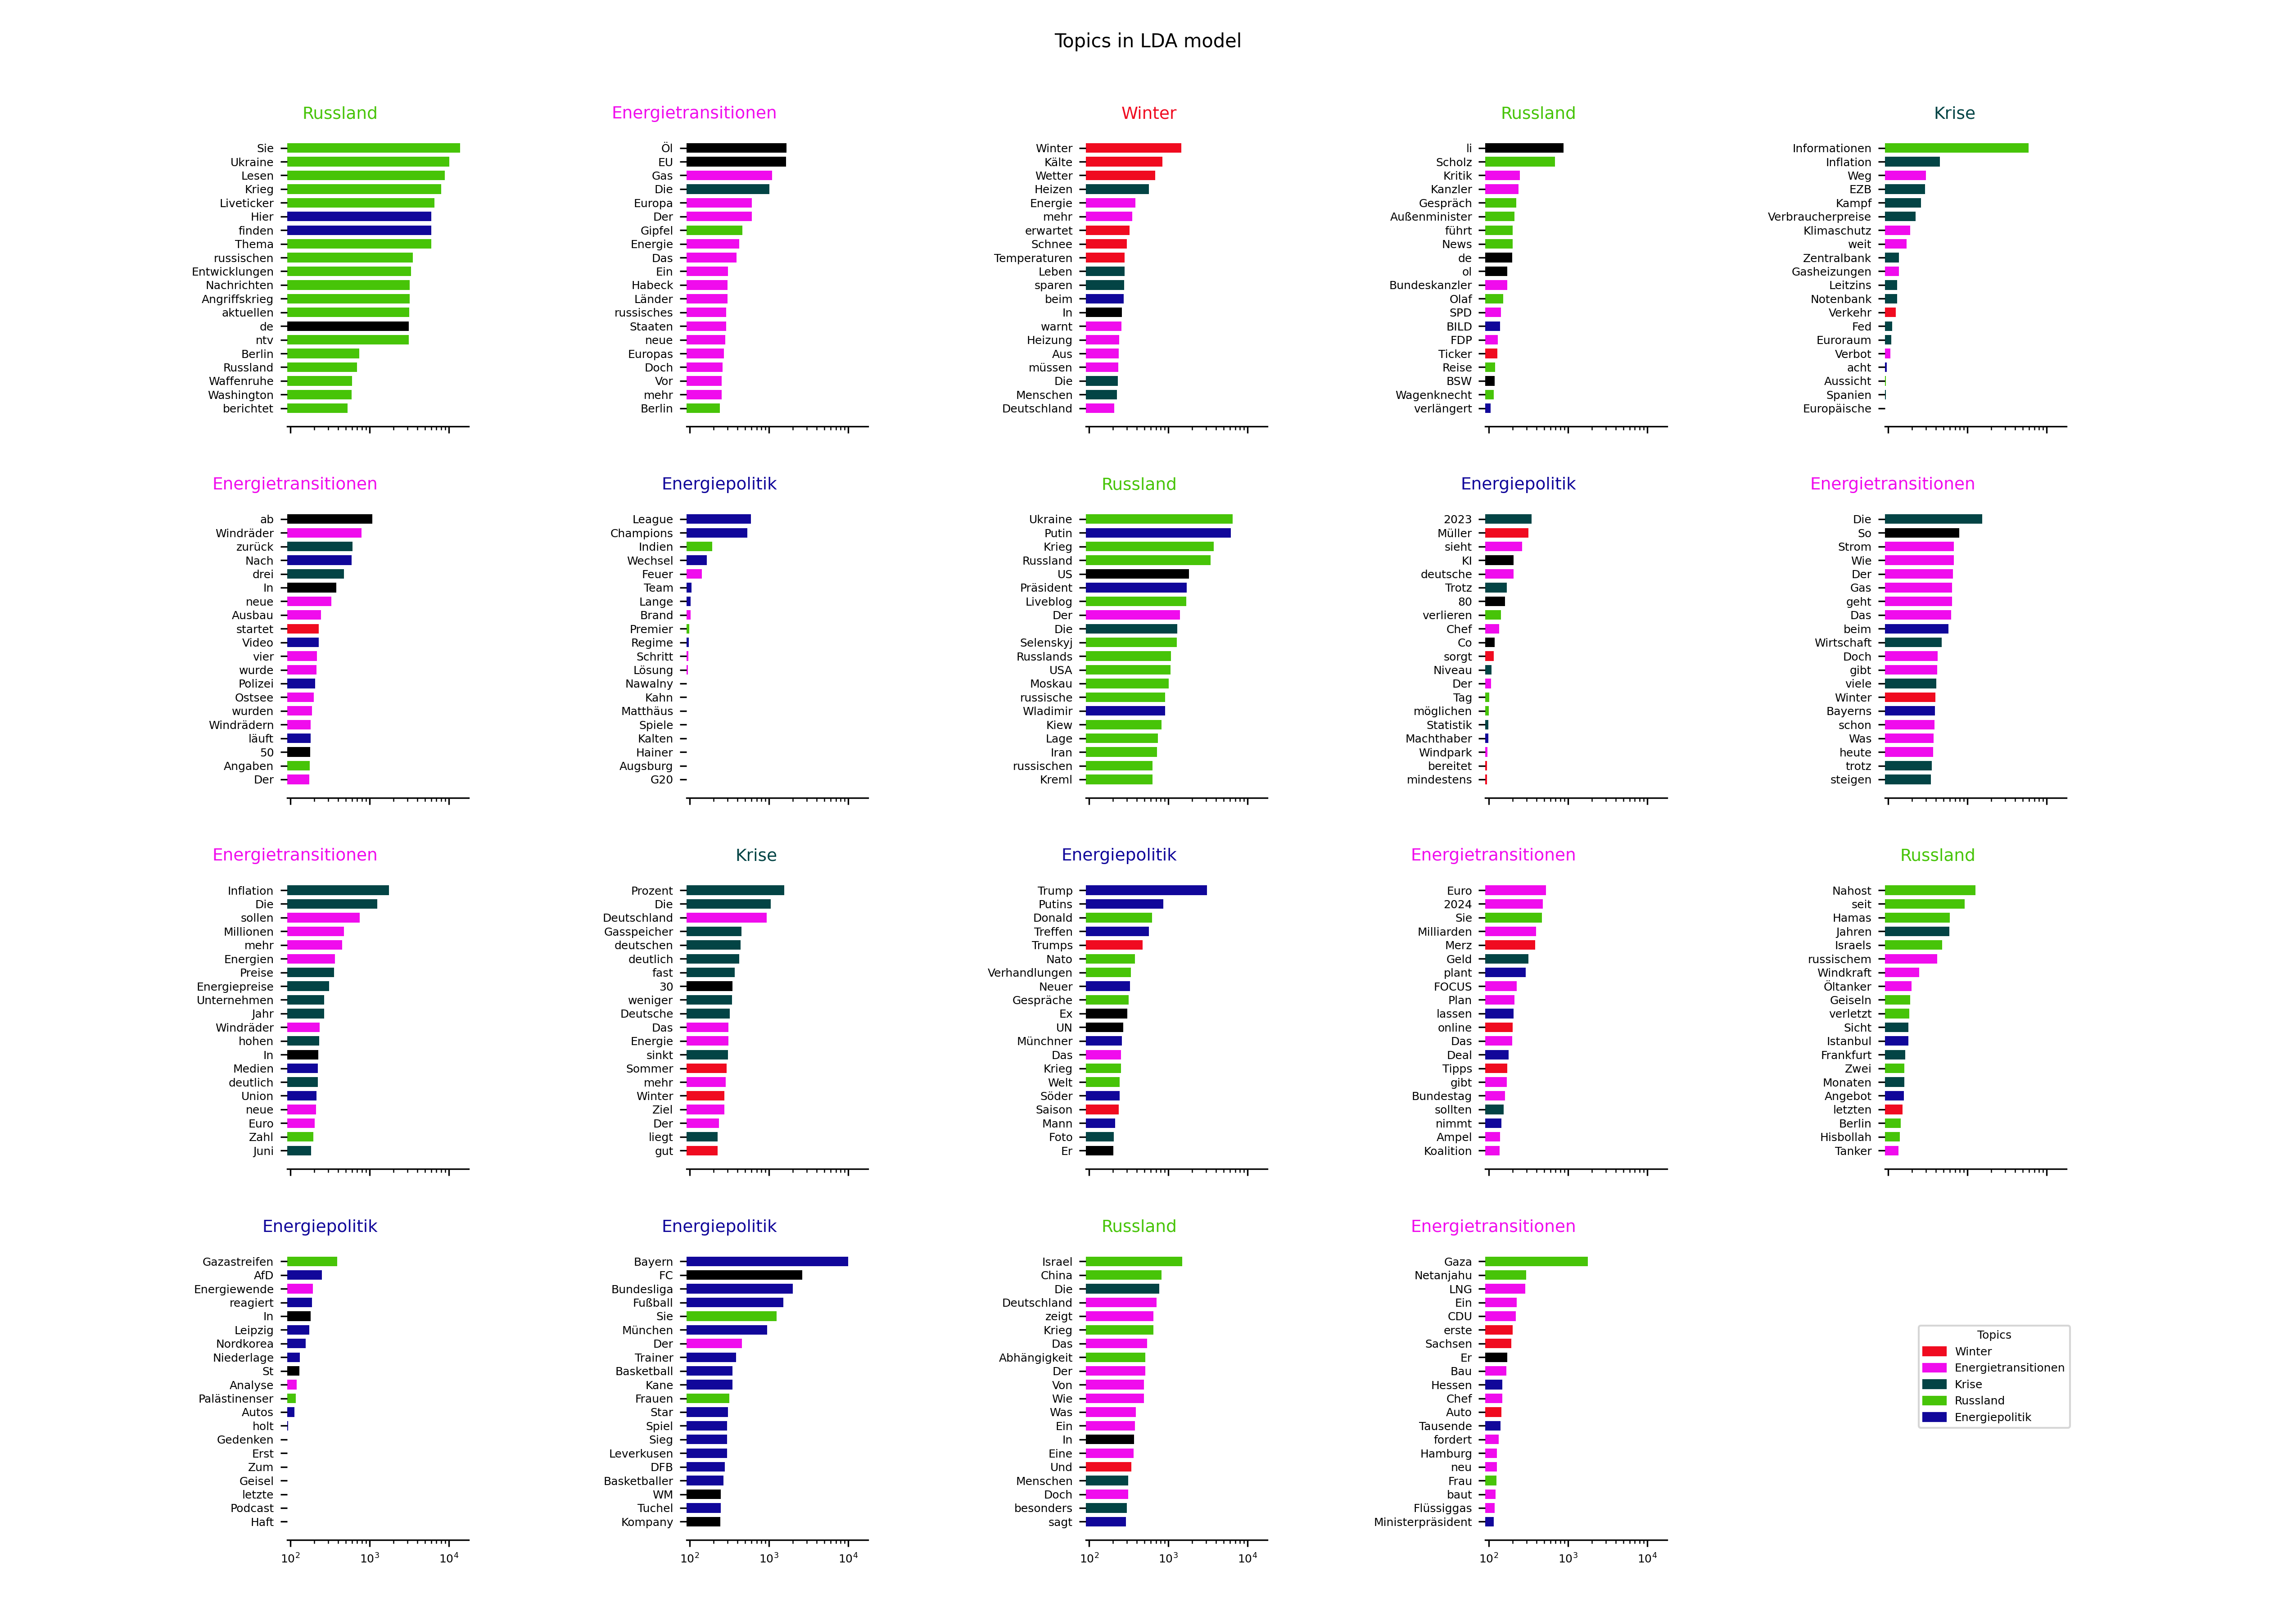 Topics in LDA model
Russland
Sie
Ukraine
Lesen
Krieg
Liveticker
Hier
finden
Thema
russischen
Entwicklungen
Nachrichten
Angriffskrieg
aktuellen
de
ntv
Berlin
Russland
Waffenruhe
Washington
berichtet
Energietransitionen
Öl
EU
Gas
Die
Europa
Der
Gipfel
Energie
Das
Ein
Habeck
Länder
russisches
Staaten
neue
Europas
Doch
Vor
mehr
Berlin
Winter
Winter
Kälte
Wetter
Heizen
Energie
mehr
erwartet
Schnee
Temperaturen
Leben
sparen
beim
In
warnt
Heizung
Aus
müssen
Die
Menschen
Deutschland
Russland
li
Scholz
Kritik
Kanzler
Gespräch
Außenminister
führt
News
de
ol
Bundeskanzler
Olaf
SPD
BILD
FDP
Ticker
Reise
BSW
Wagenknecht
verlängert
Krise
Informationen
Inflation
Weg
EZB
Kampf
Verbraucherpreise
Klimaschutz
weit
Zentralbank
Gasheizungen
Leitzins
Notenbank
Verkehr
Fed
Euroraum
Verbot
acht
Aussicht
Spanien
Europäische
Energietransitionen
ab
Windräder
zurück
Nach
drei
In
neue
Ausbau
startet
Video
vier
wurde
Polizei
Ostsee
wurden
Windrädern
läuft
50
Angaben
Der
Energiepolitik
League
Champions
Indien
Wechsel
Feuer
Team
Lange
Brand
Premier
Regime
Schritt
Lösung
Nawalny
Kahn
Matthäus
Spiele
Kalten
Hainer
Augsburg
G20
Russland
Ukraine
Putin
Krieg
Russland
US
Präsident
Liveblog
Der
Die
Selenskyj
Russlands
USA
Moskau
russische
Wladimir
Kiew
Lage
Iran
russischen
Kreml
Energiepolitik
2023
Müller
sieht
KI
deutsche
Trotz
80
verlieren
Chef
Co
sorgt
Niveau
Der
Tag
möglichen
Statistik
Machthaber
Windpark
bereitet
mindestens
Energietransitionen
Die
So
Strom
Wie
Der
Gas
geht
Das
beim
Wirtschaft
Doch
gibt
viele
Winter
Bayerns
schon
Was
heute
trotz
steigen
Energietransitionen
Inflation
Die
sollen
Millionen
mehr
Energien
Preise
Energiepreise
Unternehmen
Jahr
Windräder
hohen
In
Medien
deutlich
Union
neue
Euro
Zahl
Juni
Krise
Prozent
Die
Deutschland
Gasspeicher
deutschen
deutlich
fast
30
weniger
Deutsche
Das
Energie
sinkt
Sommer
mehr
Winter
Ziel
Der
liegt
gut
Energiepolitik
Trump
Putins
Donald
Treffen
Trumps
Nato
Verhandlungen
Neuer
Gespräche
Ex
UN
Münchner
Das
Krieg
Welt
Söder
Saison
Mann
Foto
Er
Energietransitionen
Euro
2024
Sie
Milliarden
Merz
Geld
plant
FOCUS
Plan
lassen
online
Das
Deal
Tipps
gibt
Bundestag
sollten
nimmt
Ampel
Koalition
Russland
Nahost
seit
Hamas
Jahren
Israels
russischem
Windkraft
Öltanker
Geiseln
verletzt
Sicht
Istanbul
Frankfurt
Zwei
Monaten
Angebot
letzten
Berlin
Hisbollah
Tanker
Energiepolitik
Gazastreifen
AfD
Energiewende
reagiert
In
Leipzig
Nordkorea
Niederlage
St
Analyse
Palästinenser
Autos
holt
Gedenken
Erst
Zum
Geisel
letzte
Podcast
Haft
10² 10³ 10⁴
Energiepolitik
Bayern
FC
Bundesliga
Fußball
Sie
München
Der
Trainer
Basketball
Kane
Frauen
Star
Spiel
Sieg
Leverkusen
DFB
Basketballer
WM
Tuchel
Kompany
10² 10³ 10⁴
Russland
Israel
China
Die
Deutschland
zeigt
Krieg
Das
Abhängigkeit
Der
Von
Wie
Was
Ein
In
Eine
Und
Menschen
Doch
besonders
sagt
10² 10³ 10⁴
Energietransitionen
Gaza
Netanjahu
LNG
Ein
CDU
erste
Sachsen
Er
Bau
Hessen
Chef
Auto
Tausende
fordert
Hamburg
neu
Frau
baut
Flüssiggas
Ministerpräsident
10² 10³ 10⁴
Topics
Winter
Energietransitionen
Krise
Russland
Energiepolitik